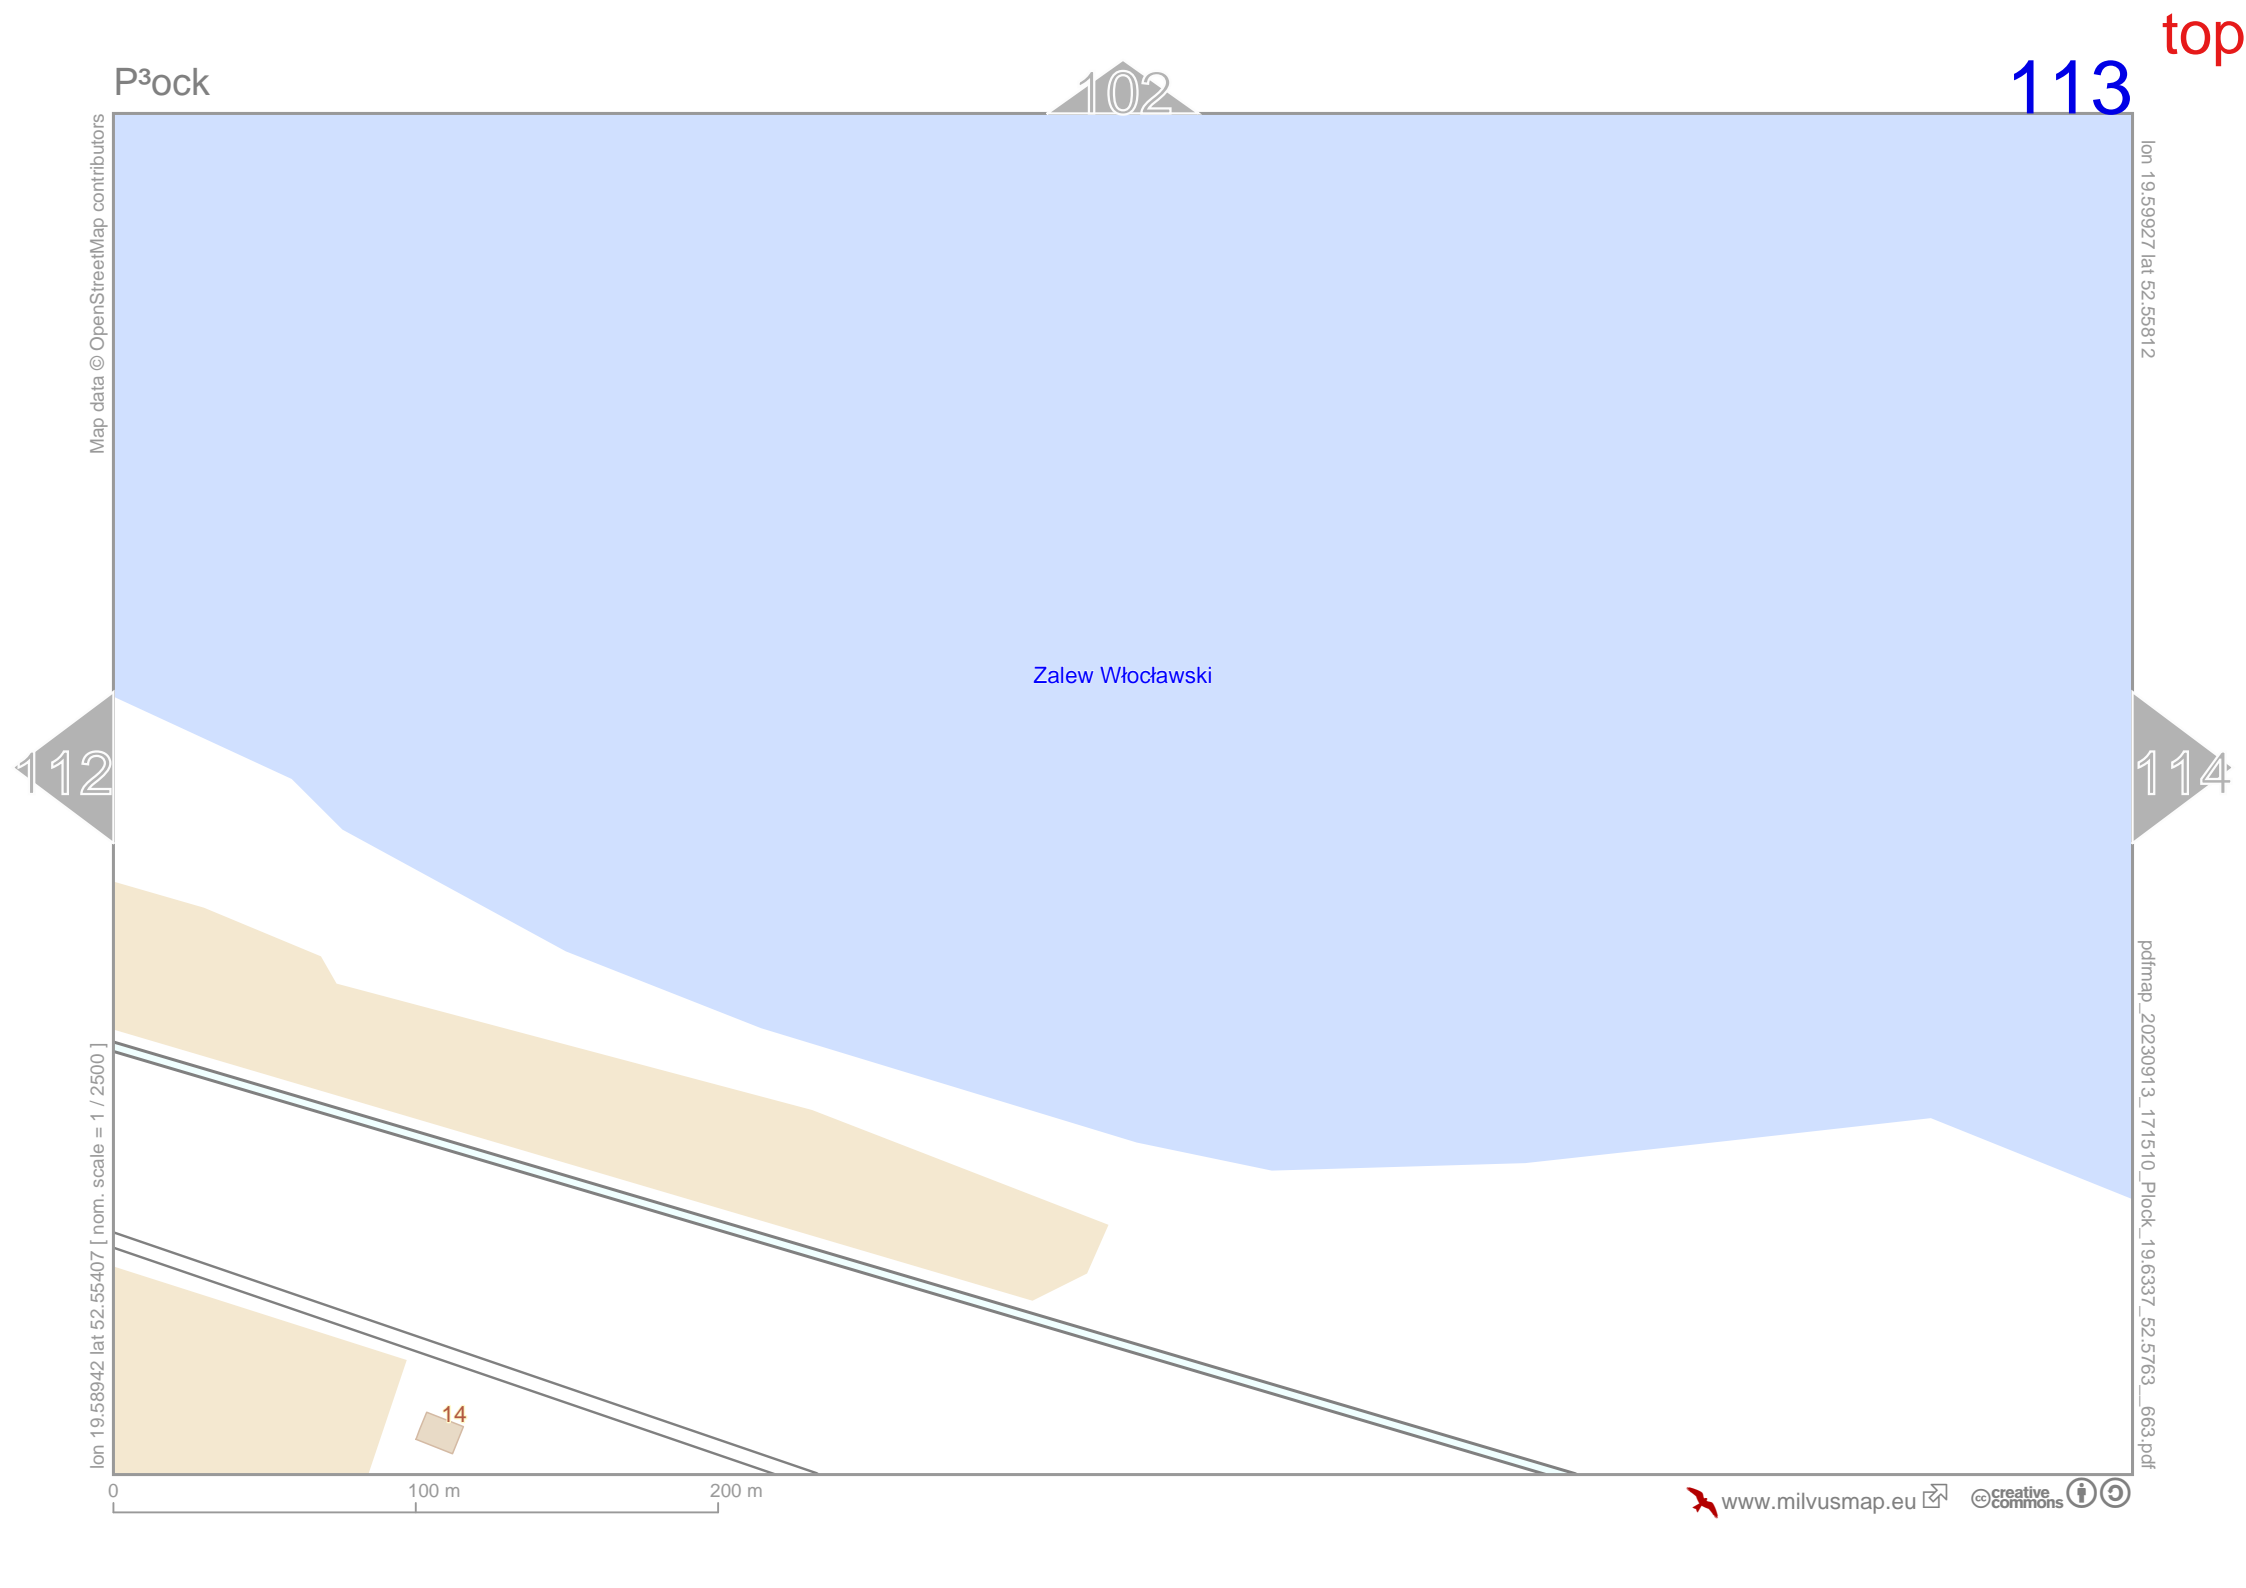 top
P³ock
102
113
Map data © OpenStreetMap contributors
lon 19.59927 lat 52.55812
Zalew Włocławski
112
114
lon 19.58942 lat 52.55407 [ nom. scale = 1 / 2500 ]
pdfmap_20230913_171510_Plock_19.6337_52.5763__663.pdf
14
0
100 m
200 m
www.milvusmap.eu
cc creative commons